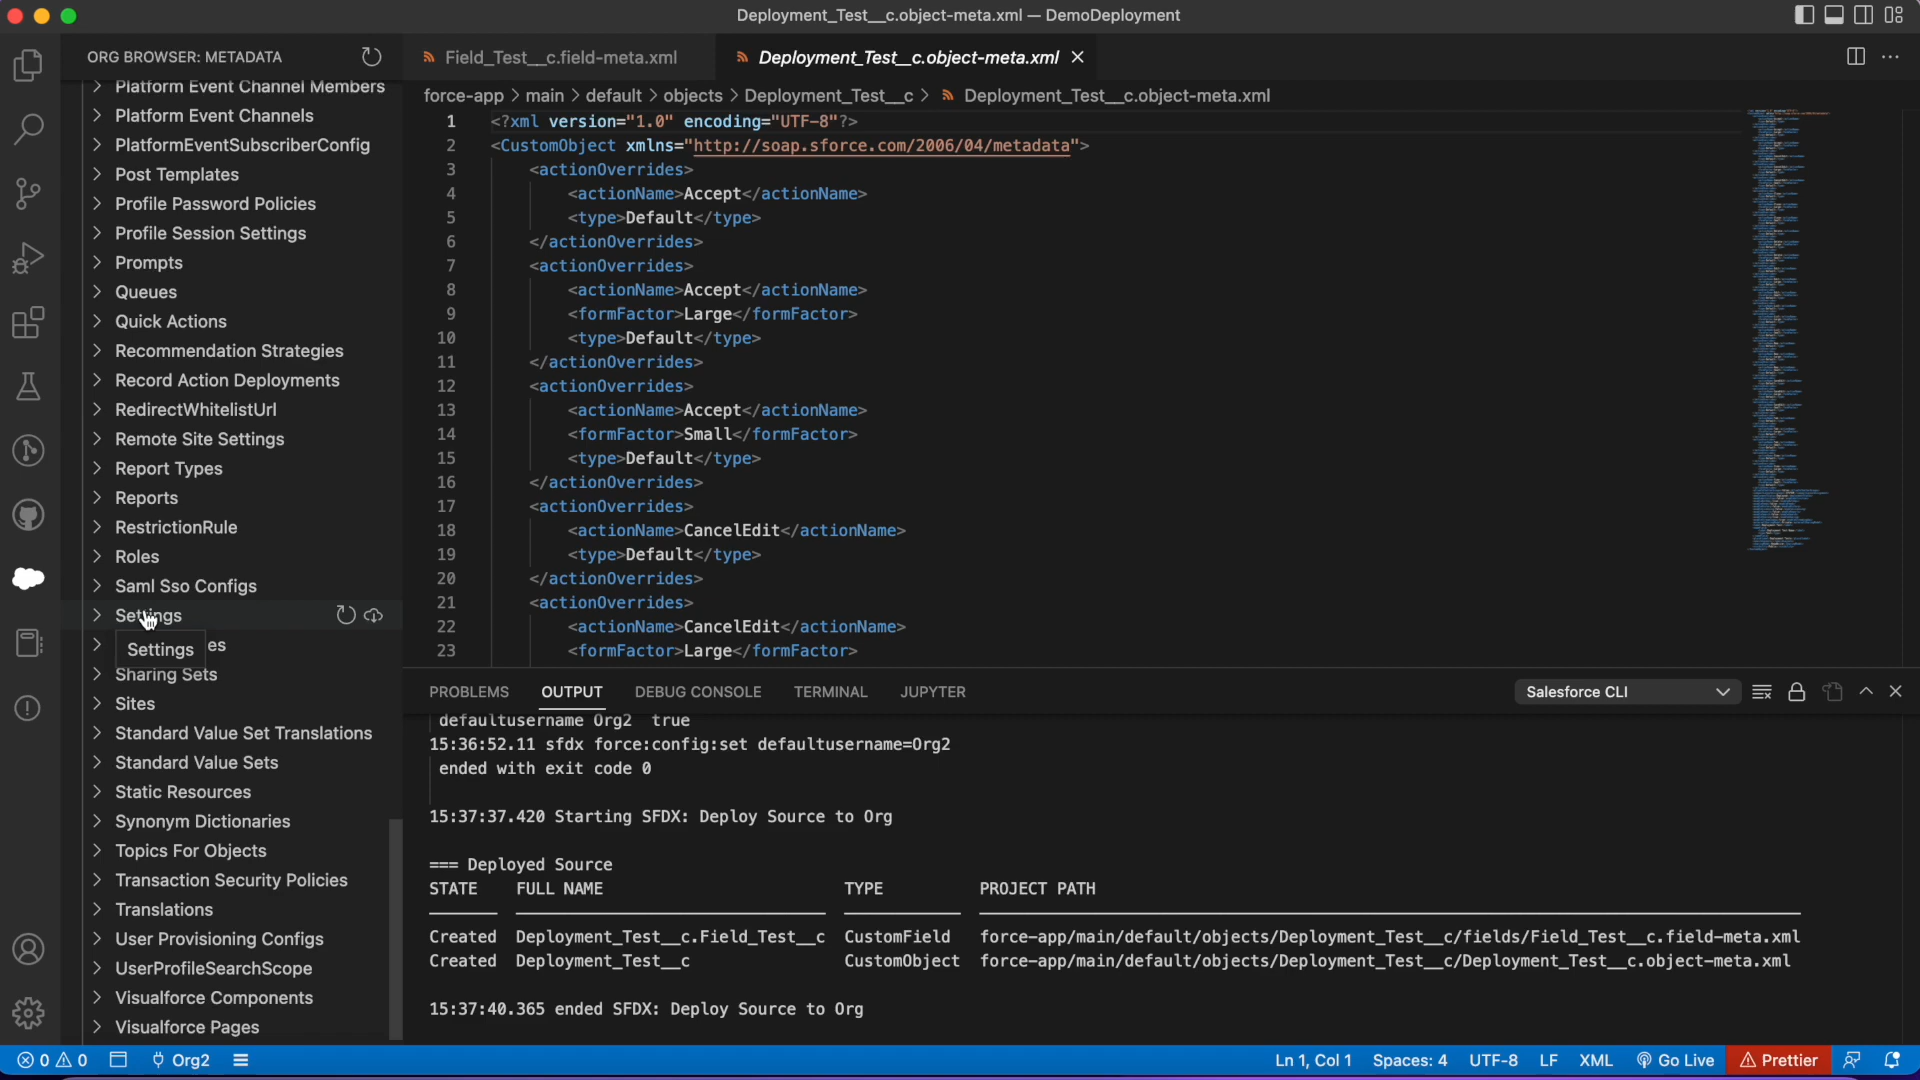 Deployment_Test__c.object-meta.xml — DemoDeployment
ORG BROWSER: METADATA
Platform Event Channel Members
Platform Event Channels
PlatformEventSubscriberConfig
Post Templates
Profile Password Policies
Profile Session Settings
Prompts
Queues
Quick Actions
Recommendation Strategies
Record Action Deployments
RedirectWhitelistUrl
Remote Site Settings
Report Types
Reports
RestrictionRule
Roles
Saml Sso Configs
Settings
Settings
es
Sharing Sets
Sites
Standard Value Set Translations
Standard Value Sets
Static Resources
Synonym Dictionaries
Topics For Objects
Transaction Security Policies
Translations
User Provisioning Configs
UserProfileSearchScope
Visualforce Components
Visualforce Pages
Field_Test__c.field-meta.xml
Deployment_Test__c.object-meta.xml
force-app > main > default > objects > Deployment_Test__c > Deployment_Test__c.object-meta.xml
1 <?xml version="1.0" encoding="UTF-8"?>
2 <CustomObject xmlns="http://soap.sforce.com/2006/04/metadata">
3 <actionOverrides>
4 <actionName>Accept</actionName>
5 <type>Default</type>
6 </actionOverrides>
7 <actionOverrides>
8 <actionName>Accept</actionName>
9 <formFactor>Large</formFactor>
10 <type>Default</type>
11 </actionOverrides>
12 <actionOverrides>
13 <actionName>Accept</actionName>
14 <formFactor>Small</formFactor>
15 <type>Default</type>
16 </actionOverrides>
17 <actionOverrides>
18 <actionName>CancelEdit</actionName>
19 <type>Default</type>
20 </actionOverrides>
21 <actionOverrides>
22 <actionName>CancelEdit</actionName>
23 <formFactor>Large</formFactor>
PROBLEMS OUTPUT DEBUG CONSOLE TERMINAL JUPYTER Salesforce CLI
defaultusername Org2 true
15:36:52.11 sfdx force:config:set defaultusername=Org2
ended with exit code 0
15:37:37.420 Starting SFDX: Deploy Source to Org
=== Deployed Source
STATE FULL NAME TYPE PROJECT PATH
Created Deployment_Test__c.Field_Test__c CustomField force-app/main/default/objects/Deployment_Test__c/fields/Field_Test__c.field-meta.xml
Created Deployment_Test__c CustomObject force-app/main/default/objects/Deployment_Test__c/Deployment_Test__c.object-meta.xml
15:37:40.365 ended SFDX: Deploy Source to Org
0 0 Org2 Ln 1, Col 1 Spaces: 4 UTF-8 LF XML Go Live Prettier